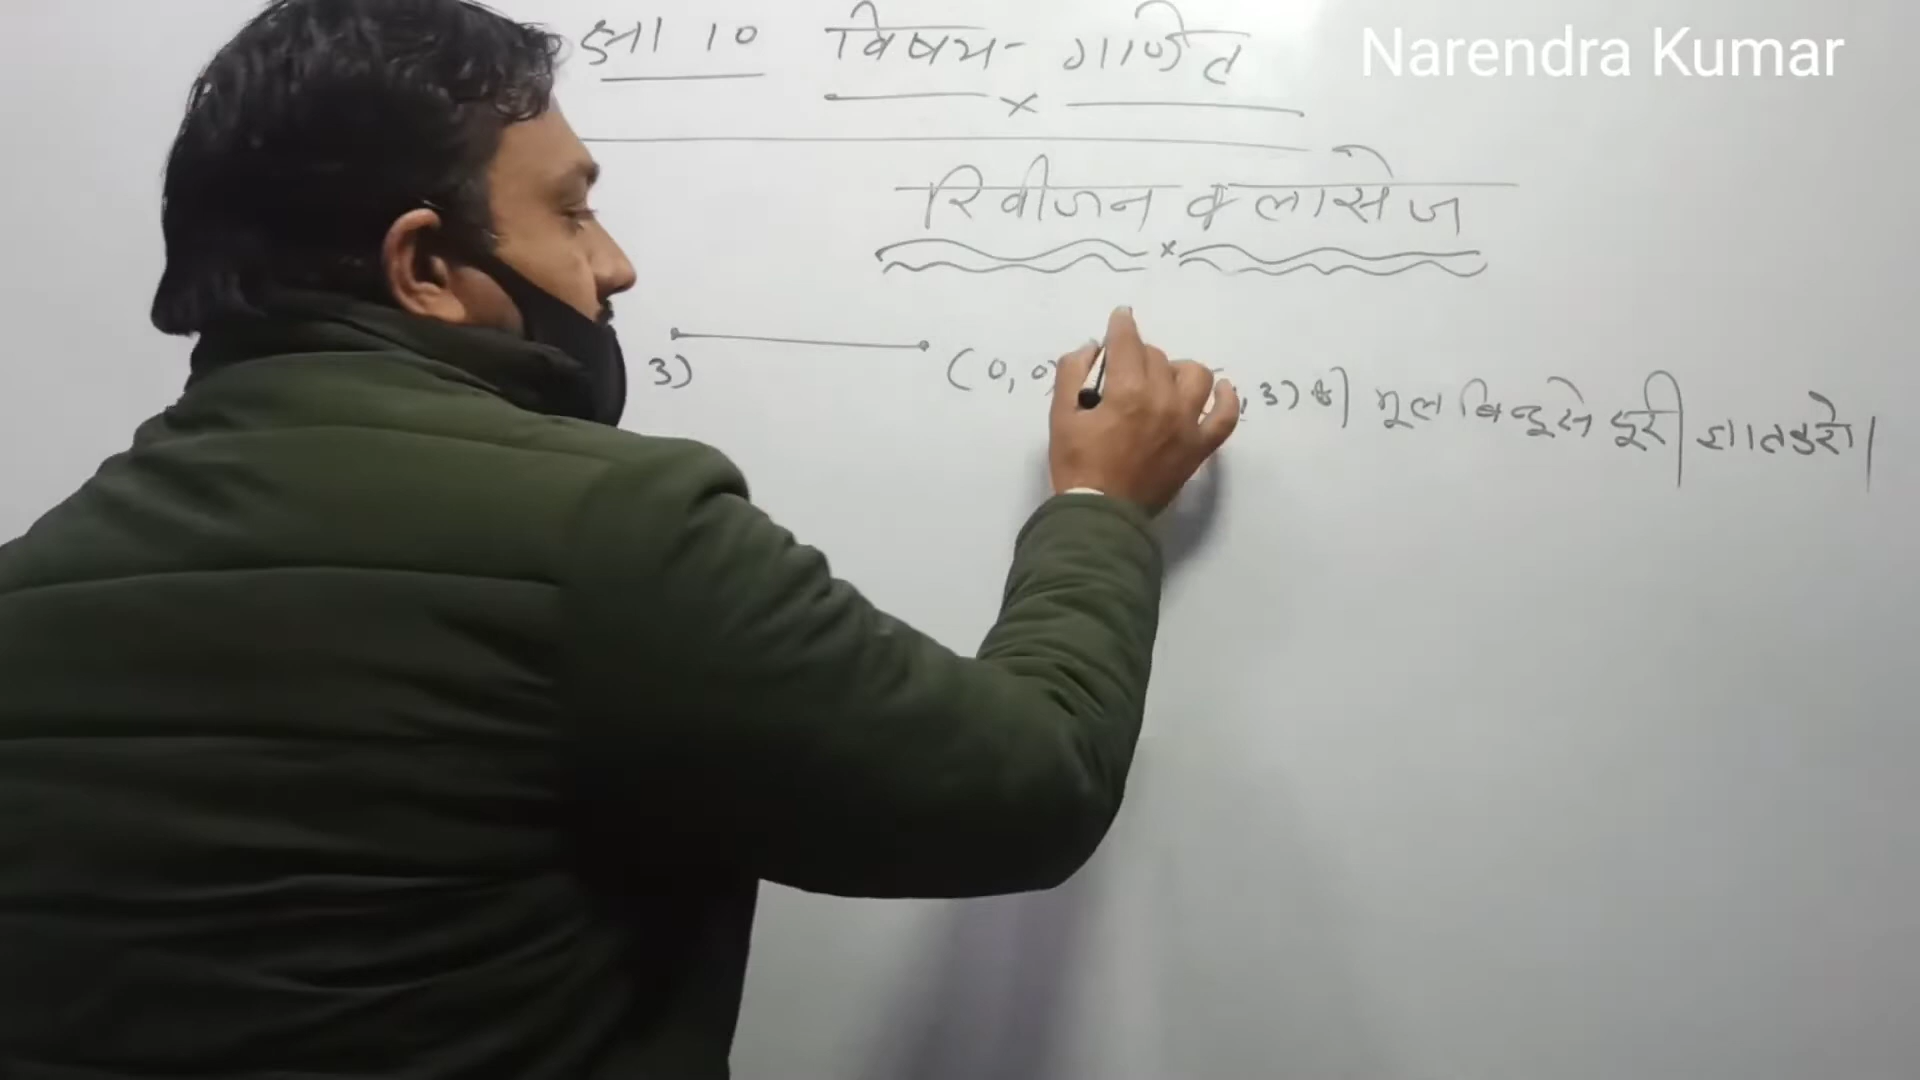 कक्षा 10 विषय- गणित
Narendra Kumar
रिवीजन क्लासेज
3) (0,0) ,3) की मूल बिन्दू से दूरी ज्ञात करो।